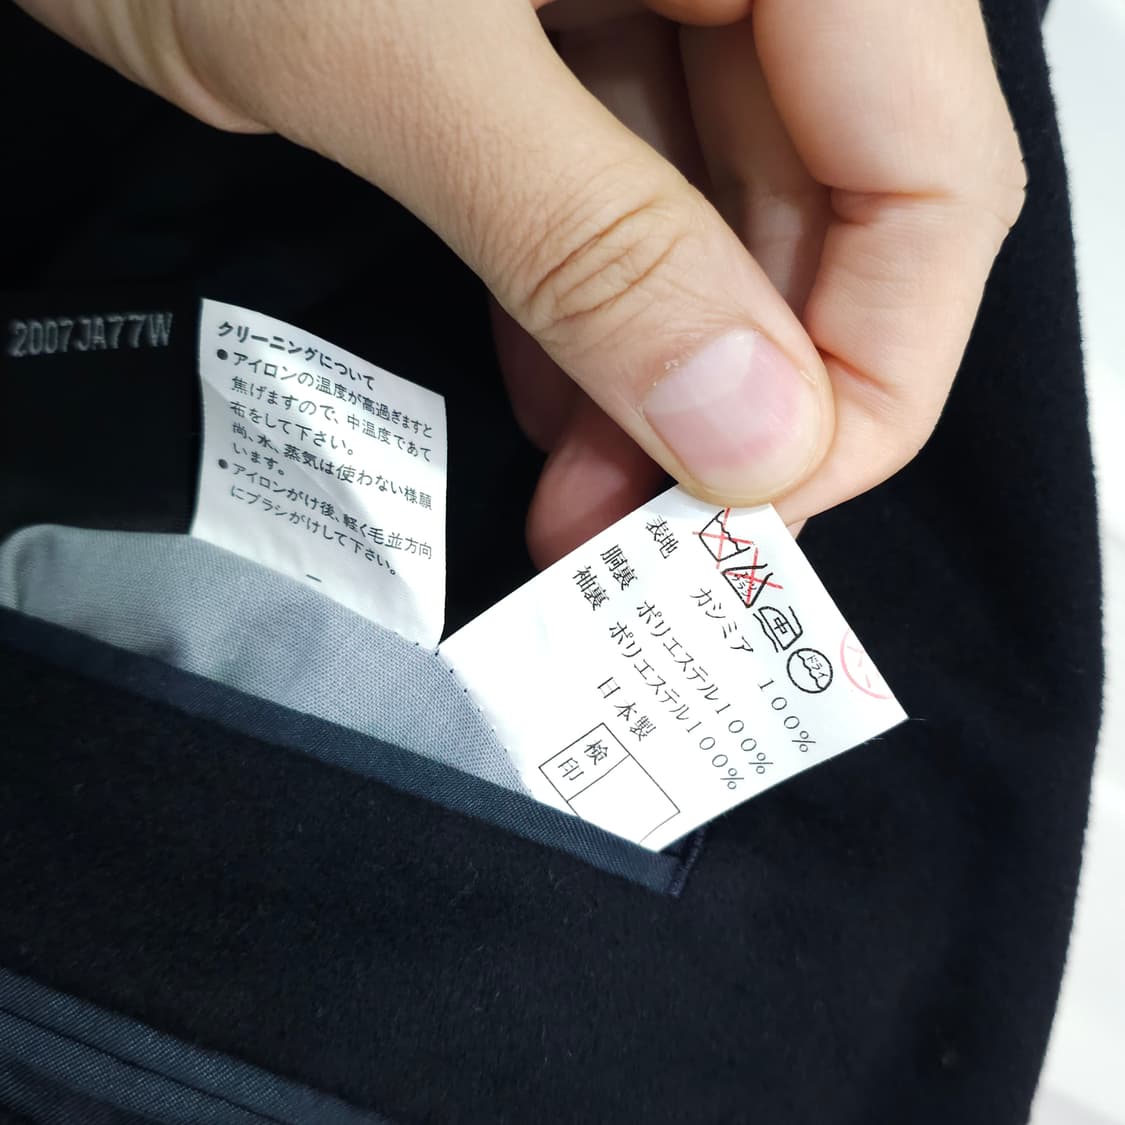 2007JA77W
クリーニングについて
●アイロンの温度が高過ぎますと
焦げますので、中温度であて
布をして下さい。
尚、水、蒸気は使わない様願
います。
●アイロンがけ後、軽く毛並方向
にブラシがけして下さい。
中
ドライ
表地 カシミア 100%
胴裏 ポリエステル100%
袖裏 ポリエステル100%
日本製
検印